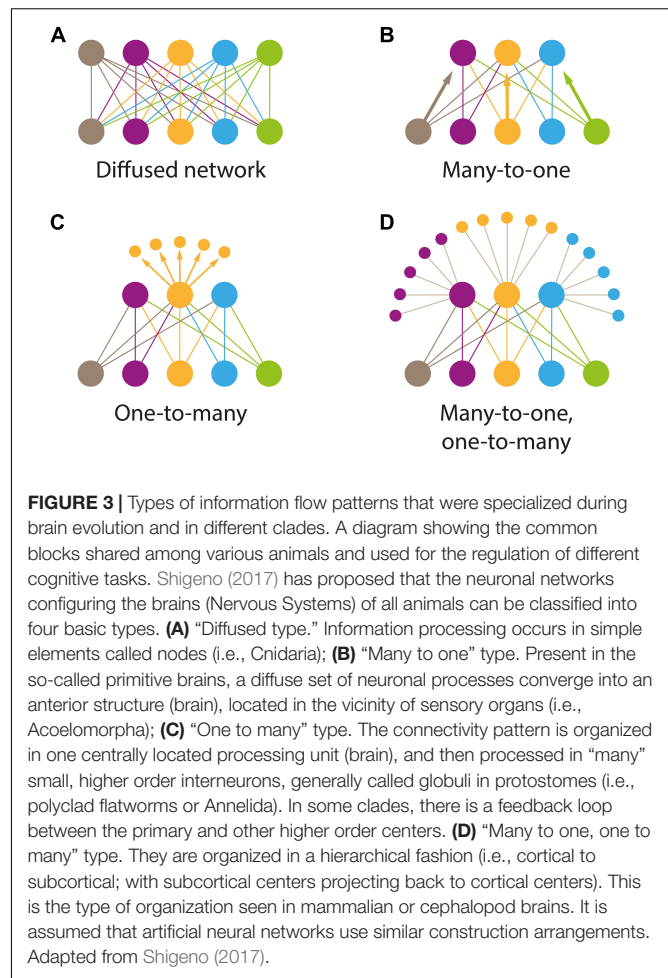 A
B
Diffused network
Many-to-one
C
D
One-to-many
Many-to-one,
one-to-many
FIGURE 3 | Types of information flow patterns that were specialized during
brain evolution and in different clades. A diagram showing the common
blocks shared among various animals and used for the regulation of different
cognitive tasks. Shigeno (2017) has proposed that the neuronal networks
configuring the brains (Nervous Systems) of all animals can be classified into
four basic types. (A) “Diffused type.” Information processing occurs in simple
elements called nodes (i.e., Cnidaria); (B) “Many to one” type. Present in the
so-called primitive brains, a diffuse set of neuronal processes converge into an
anterior structure (brain), located in the vicinity of sensory organs (i.e.,
Acoelomorpha); (C) “One to many” type. The connectivity pattern is organized
in one centrally located processing unit (brain), and then processed in “many”
small, higher order interneurons, generally called globuli in protostomes (i.e.,
polyclad flatworms or Annelida). In some clades, there is a feedback loop
between the primary and other higher order centers. (D) “Many to one, one to
many” type. They are organized in a hierarchical fashion (i.e., cortical to
subcortical; with subcortical centers projecting back to cortical centers). This
is the type of organization seen in mammalian or cephalopod brains. It is
assumed that artificial neural networks use similar construction arrangements.
Adapted from Shigeno (2017).